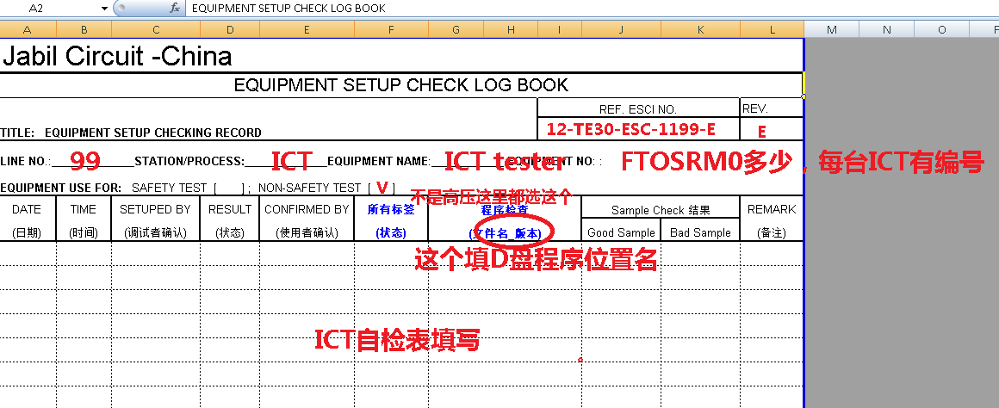 A2 fx EQUIPMENT SETUP CHECK LOG BOOK
A B C D E F G H I J K L M N O P
Jabil Circuit -China
EQUIPMENT SETUP CHECK LOG BOOK
REF. ESCI NO. REV.
TITLE: EQUIPMENT SETUP CHECKING RECORD 12-TE30-ESC-1199-E E
LINE NO.: 99 STATION/PROCESS: ICT EQUIPMENT NAME: ICT tester EQUIPMENT NO: : FTOSRM0多少，每台ICT有编号
EQUIPMENT USE FOR: SAFETY TEST [ ] ; NON-SAFETY TEST [ V ]
不是高压这里都选这个
DATE TIME SETUPED BY RESULT CONFIRMED BY 所有标签 程序检查 Sample Check 结果 REMARK
(日期) (时间) (调试者确认) (状态) (使用者确认) (状态) (文件名_版本) Good Sample Bad Sample (备注)
这个填D盘程序位置名
ICT自检表填写